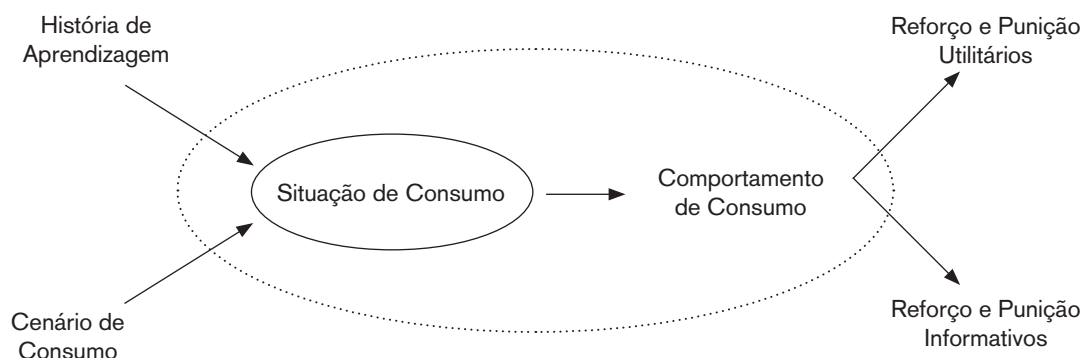 História de
Aprendizagem
Reforço e Punição
Utilitários
Situação de Consumo
Comportamento
de Consumo
Cenário de
Consumo
Reforço e Punição
Informativos